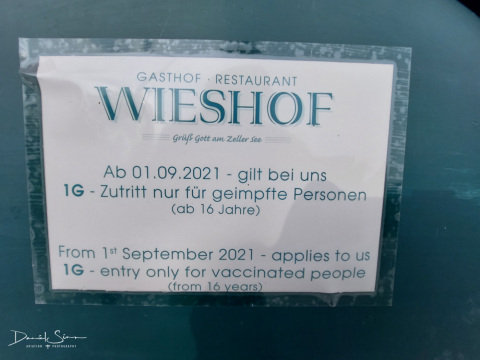 GASTHOF · RESTAURANT
WIESHOF
Grüß Gott am Zeller See
Ab 01.09.2021 - gilt bei uns
1G - Zutritt nur für geimpfte Personen
(ab 16 Jahre)
From 1st September 2021 - applies to us
1G - entry only for vaccinated people
(from 16 years)
PHOTOGRAPHY